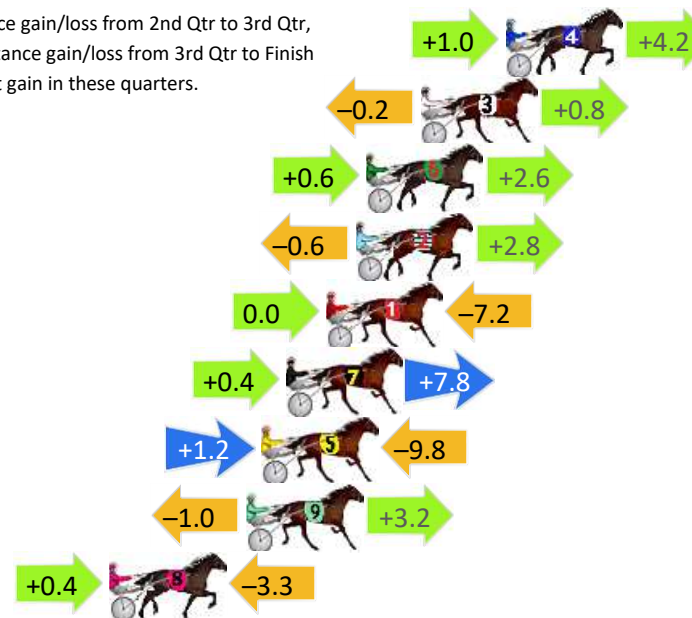 ce gain/loss from 2nd Qtr to 3rd Qtr,
tance gain/loss from 3rd Qtr to Finish
t gain in these quarters.
+1.0 4 +4.2
–0.2 3 +0.8
+0.6 6 +2.6
–0.6 2 +2.8
0.0 1 –7.2
+0.4 7 +7.8
+1.2 5 –9.8
–1.0 9 +3.2
+0.4 8 –3.3